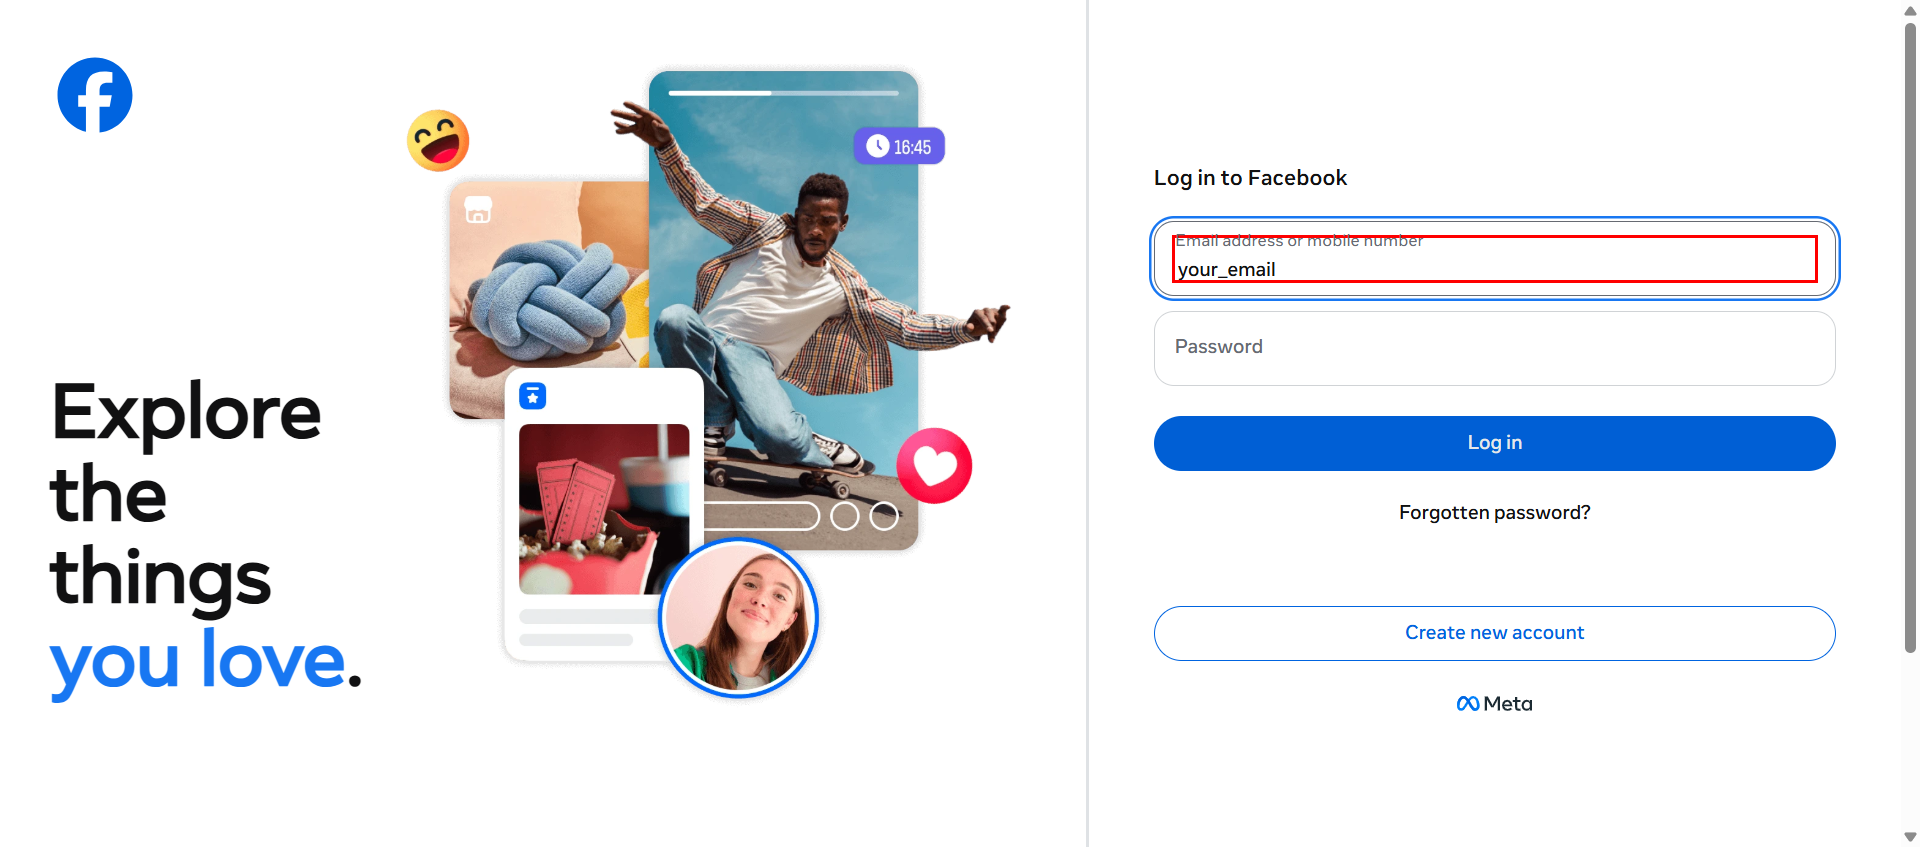 16:45
Explore
the
things
you love.
Log in to Facebook
Email address or mobile number
your_email
Password
Log in
Forgotten password?
Create new account
Meta